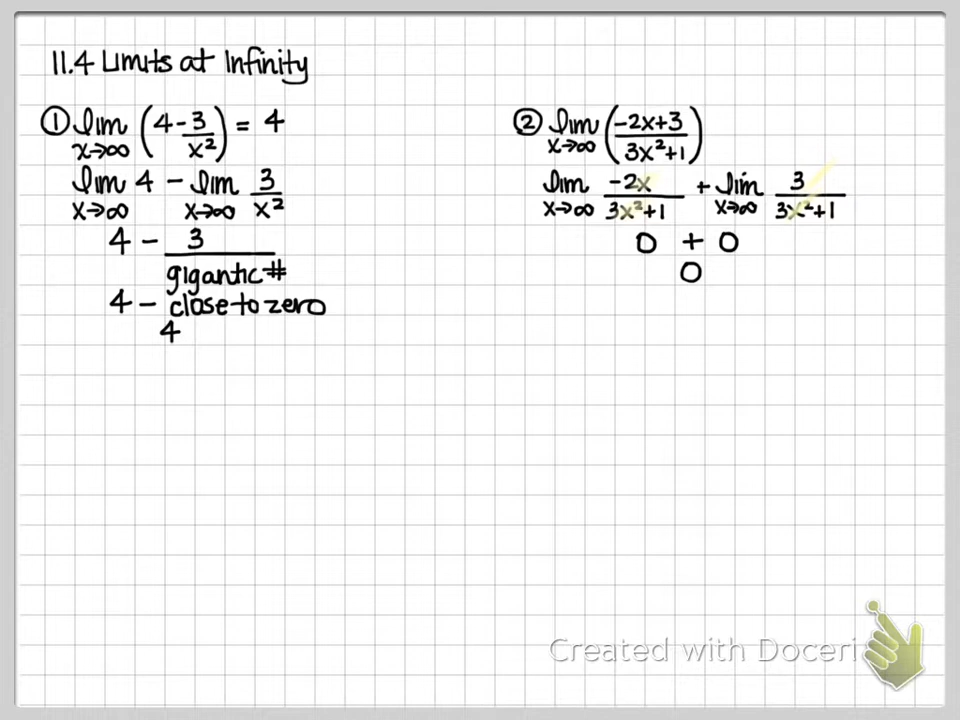 11.4 Limits at Infinity
① lim x→∞ (4 - 3/x²) = 4
lim x→∞ 4 - lim x→∞ 3/x²
4 - 3/gigantic #
4 - close to zero
4
② lim x→∞ (-2x+3/3x²+1)
lim x→∞ -2x/3x²+1 + lim x→∞ 3/3x²+1
0 + 0
0
Created with Doceri